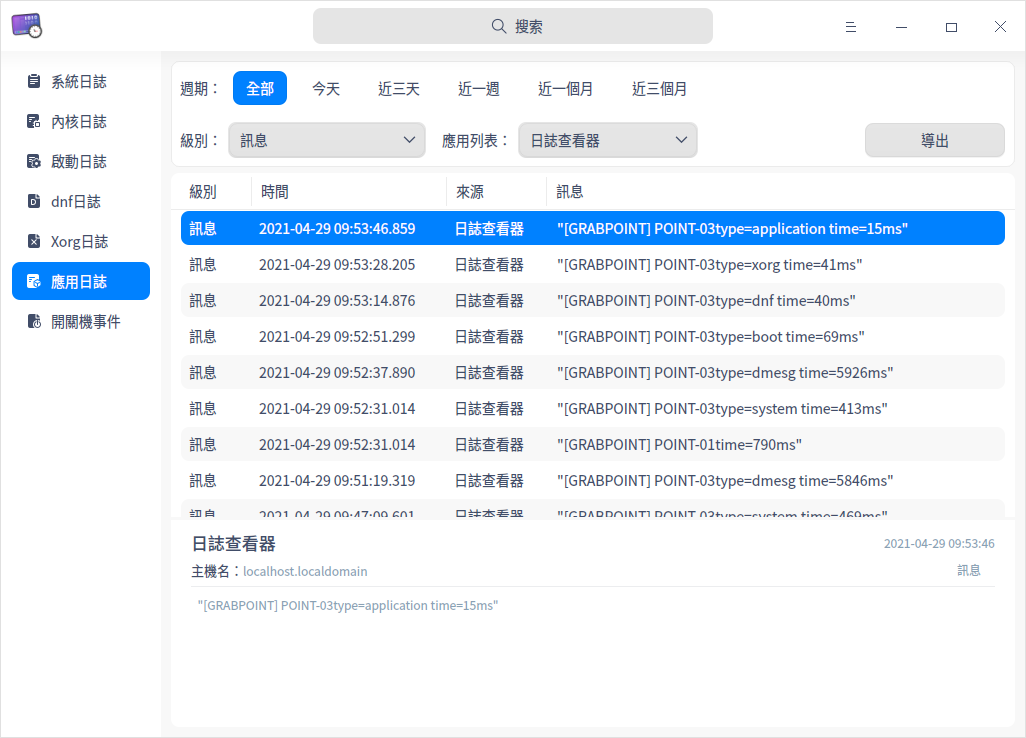 搜索
系統日誌
內核日誌
啟動日誌
dnf日誌
Xorg日誌
應用日誌
開關機事件
週期： 全部 今天 近三天 近一週 近一個月 近三個月
級別： 訊息 應用列表： 日誌查看器 導出
級別 時間 來源 訊息
訊息 2021-04-29 09:53:46.859 日誌查看器 "[GRABPOINT] POINT-03type=application time=15ms"
訊息 2021-04-29 09:53:28.205 日誌查看器 "[GRABPOINT] POINT-03type=xorg time=41ms"
訊息 2021-04-29 09:53:14.876 日誌查看器 "[GRABPOINT] POINT-03type=dnf time=40ms"
訊息 2021-04-29 09:52:51.299 日誌查看器 "[GRABPOINT] POINT-03type=boot time=69ms"
訊息 2021-04-29 09:52:37.890 日誌查看器 "[GRABPOINT] POINT-03type=dmesg time=5926ms"
訊息 2021-04-29 09:52:31.014 日誌查看器 "[GRABPOINT] POINT-03type=system time=413ms"
訊息 2021-04-29 09:52:31.014 日誌查看器 "[GRABPOINT] POINT-01time=790ms"
訊息 2021-04-29 09:51:19.319 日誌查看器 "[GRABPOINT] POINT-03type=dmesg time=5846ms"
訊息 2021-04-29 09:47:09.601 日誌查看器 "[GRABPOINT] POINT-03type=system time=469ms"
日誌查看器 2021-04-29 09:53:46
主機名：localhost.localdomain 訊息
"[GRABPOINT] POINT-03type=application time=15ms"